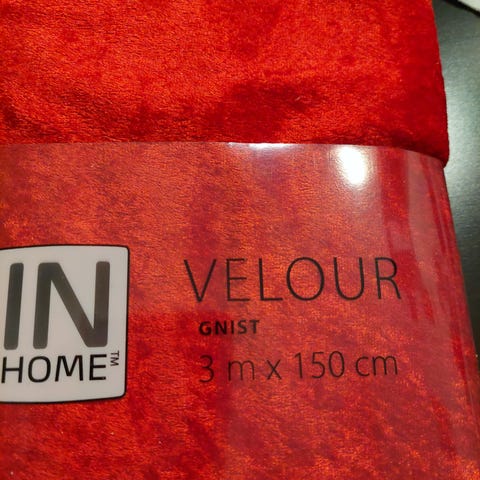 IN
HOME™
VELOUR
GNIST
3 m x 150 cm